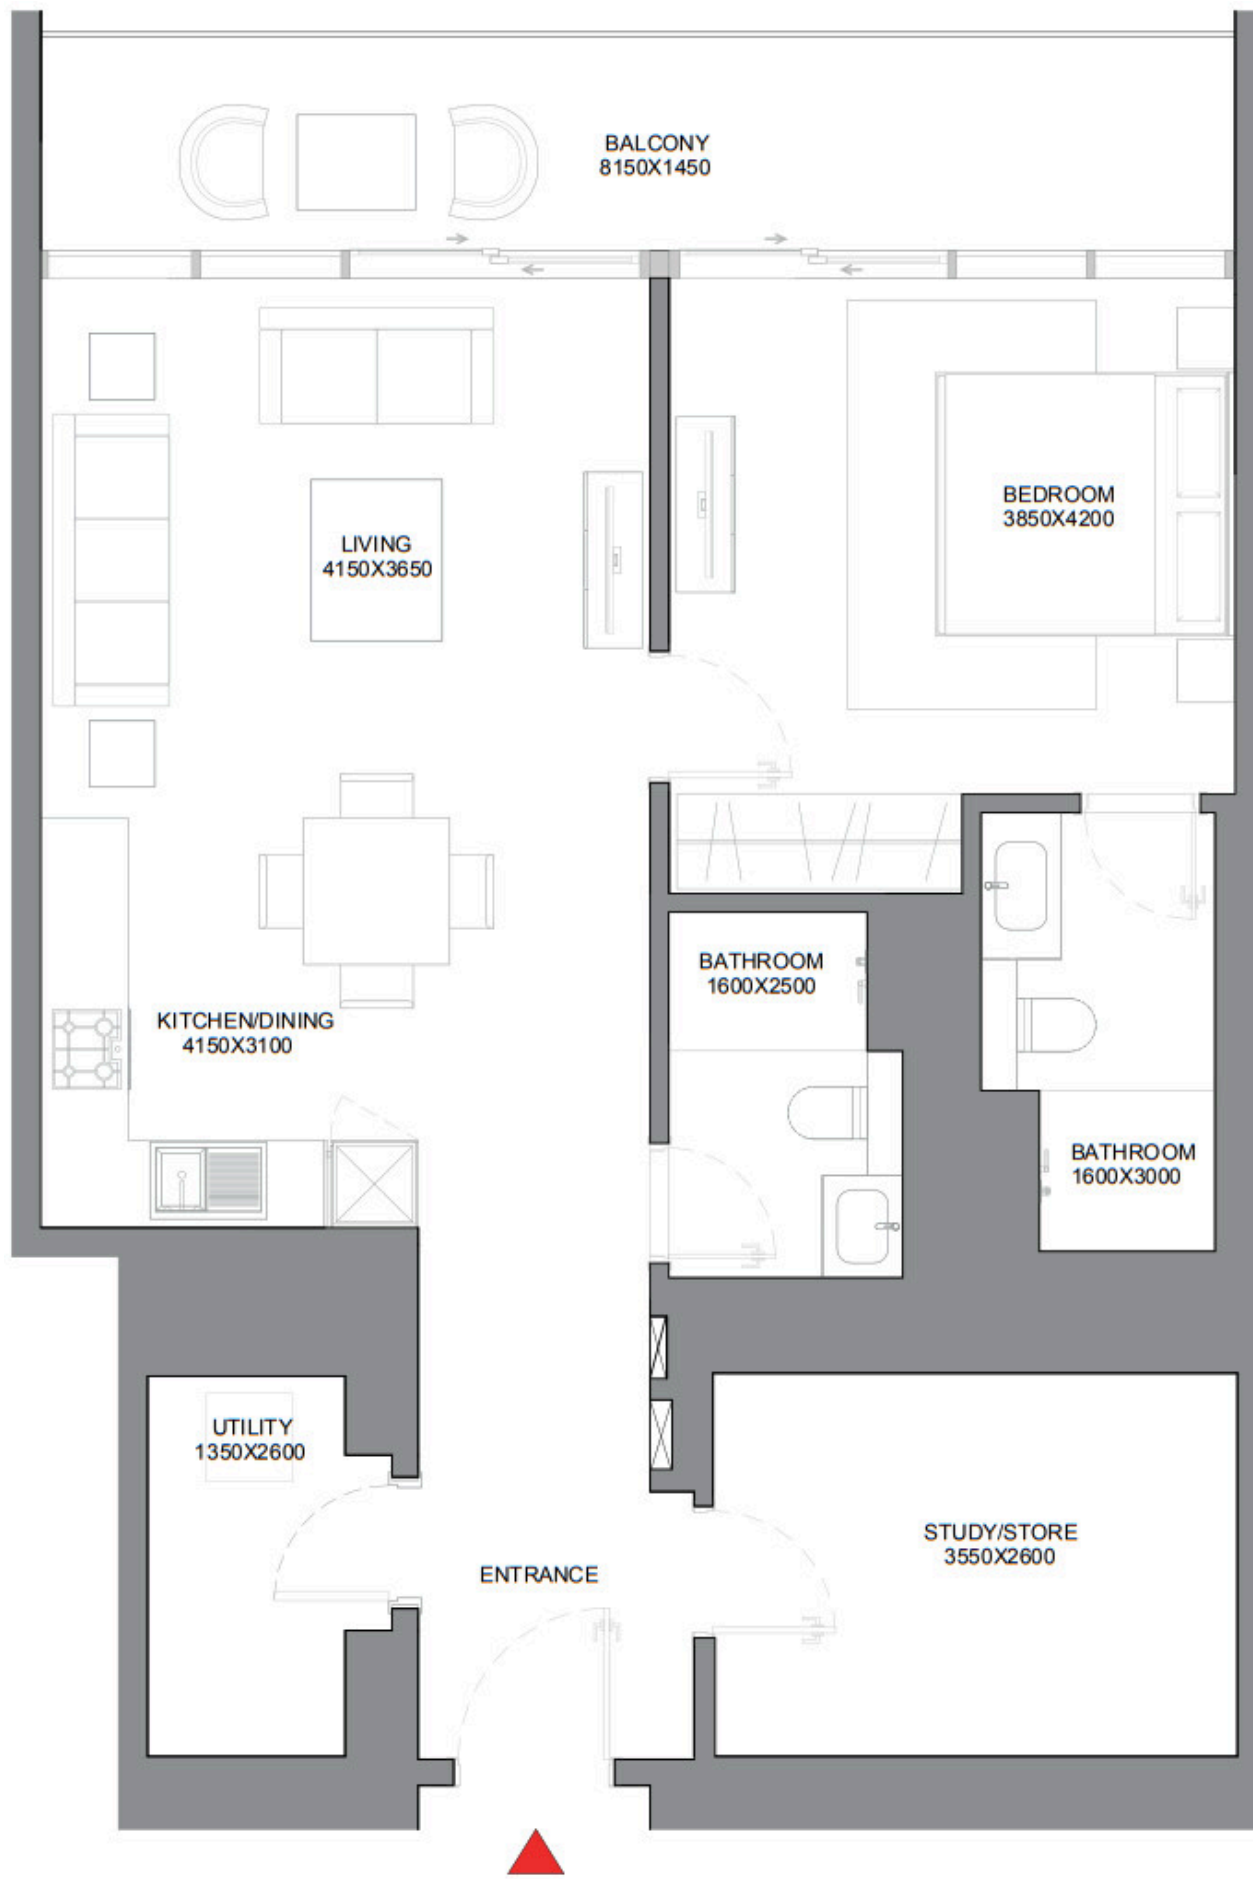 BALCONY
8150X1450
BEDROOM
3850X4200
LIVING
4150X3650
BATHROOM
1600X2500
KITCHEN/DINING
4150X3100
BATHROOM
1600X3000
UTILITY
1350X2600
STUDY/STORE
3550X2600
ENTRANCE